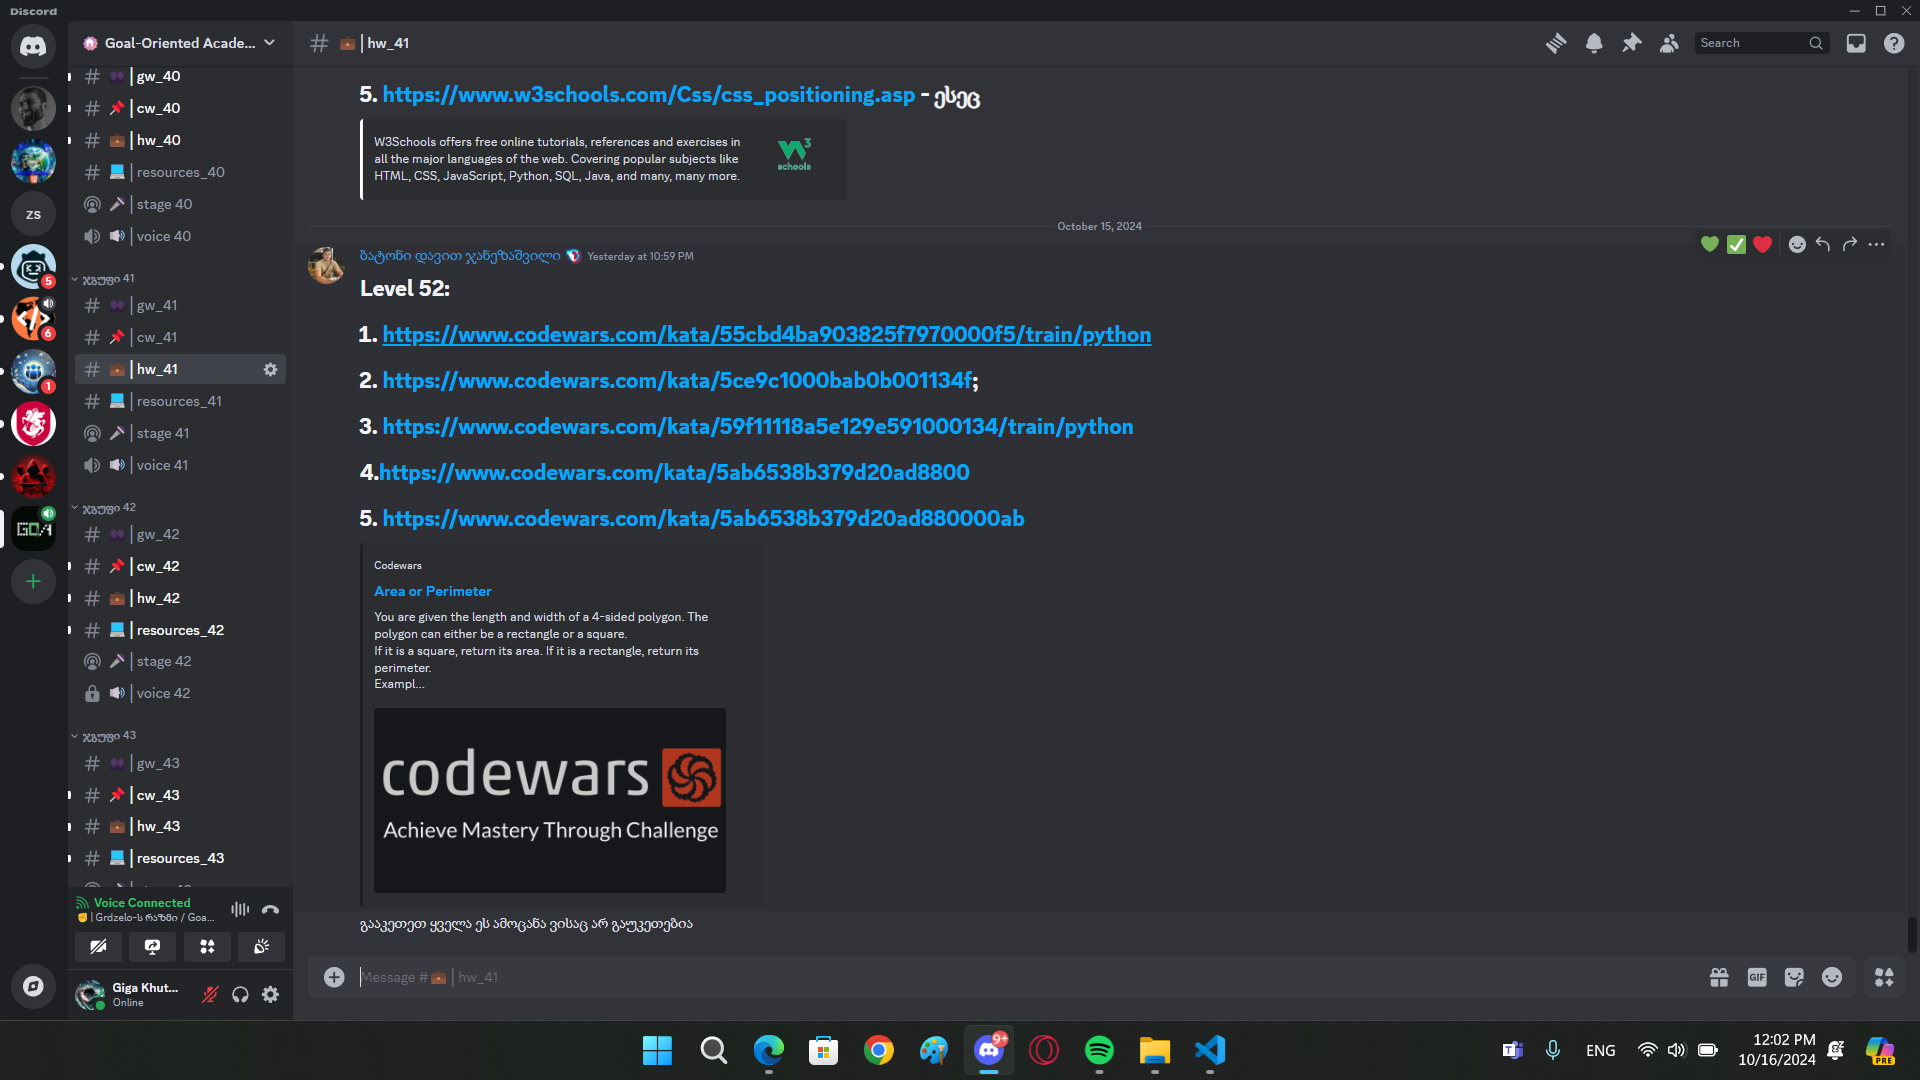 Discord
Goal-Oriented Acade...
gw_40
cw_40
hw_40
resources_40
stage 40
voice 40
ჯგუფი 41
gw_41
cw_41
hw_41
resources_41
stage 41
voice 41
ჯგუფი 42
gw_42
cw_42
hw_42
resources_42
stage 42
voice 42
ჯგუფი 43
gw_43
cw_43
hw_43
resources_43
ZS
5
6
1
GOA
Voice Connected
| Grdzelo-ს რაზმი / Goa...
Giga Khut...
Online
# | hw_41
Search
5. https://www.w3schools.com/Css/css_positioning.asp - ესეც
W3Schools offers free online tutorials, references and exercises in
all the major languages of the web. Covering popular subjects like
HTML, CSS, JavaScript, Python, SQL, Java, and many, many more.
W3 schools
October 15, 2024
ბატონი დავით ჯანეზაშვილი Yesterday at 10:59 PM
Level 52:
1. https://www.codewars.com/kata/55cbd4ba903825f7970000f5/train/python
2. https://www.codewars.com/kata/5ce9c1000bab0b001134f;
3. https://www.codewars.com/kata/59f11118a5e129e591000134/train/python
4.https://www.codewars.com/kata/5ab6538b379d20ad8800
5. https://www.codewars.com/kata/5ab6538b379d20ad880000ab
Codewars
Area or Perimeter
You are given the length and width of a 4-sided polygon. The
polygon can either be a rectangle or a square.
If it is a square, return its area. If it is a rectangle, return its
perimeter.
Exampl...
codewars
Achieve Mastery Through Challenge
გააკეთეთ ყველა ეს ამოცანა ვისაც არ გაუკეთებია
Message # | hw_41
GIF
9+
ENG
12:02 PM
10/16/2024
PRE